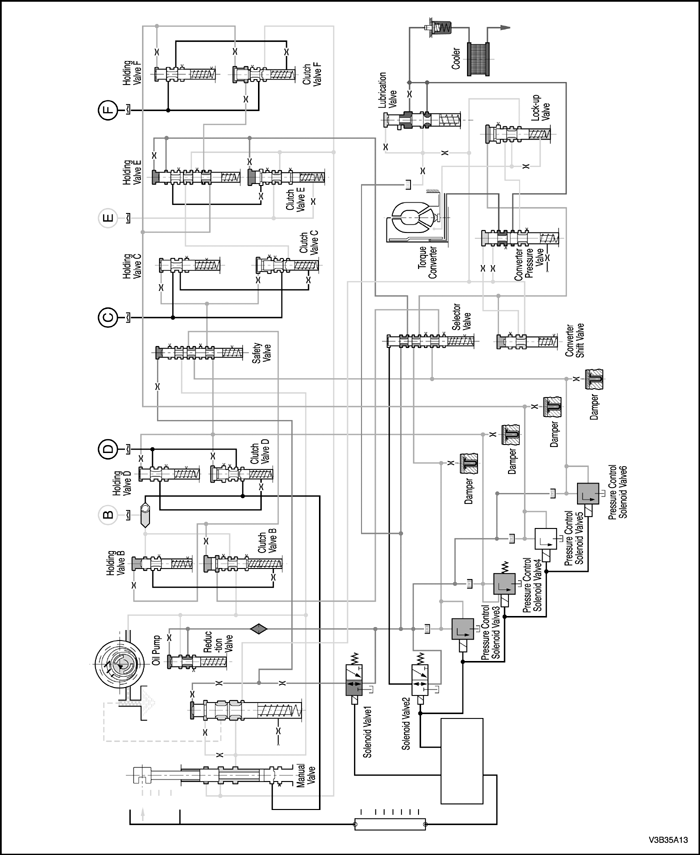 Holding
Valve F
Clutch
Valve F
F
Cooler
Lubrication
Valve
Lock-up
Valve
Holding
Valve E
Clutch
Valve E
E
Torque
Converter
Converter
Pressure
Valve
Holding
Valve C
Clutch
Valve C
C
Safety
Valve
Selector
Valve
Converter
Shift Valve
Damper
Damper
Damper
Damper
D
Holding
Valve D
Clutch
Valve D
B
Holding
Valve B
Clutch
Valve B
Pressure Control
Solenoid Valve6
Pressure Control
Solenoid Valve5
Pressure Control
Solenoid Valve4
Pressure Control
Solenoid Valve3
Oil Pump
Reduc
-tion
Valve
Solenoid Valve1
Solenoid Valve2
Manual
Valve
V3B35A13